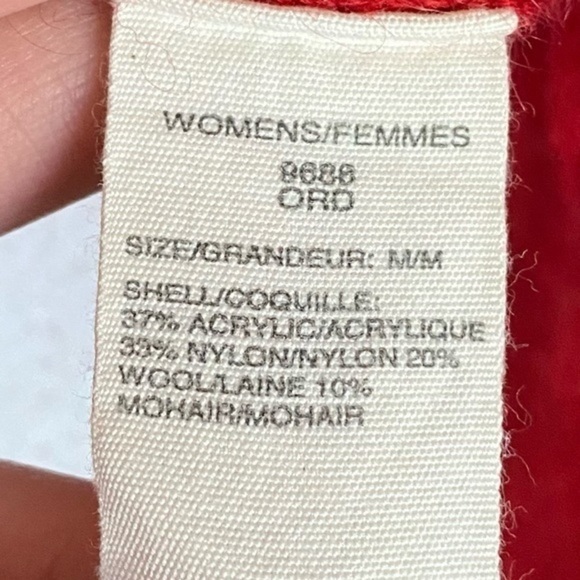 WOMENS/FEMMES
9686
ORD
SIZE/GRANDEUR: M/M
SHELL/COQUILLE:
37% ACRYLIC/ACRYLIQUE
33% NYLON/NYLON 20%
WOOL/LAINE 10%
MOHAIR/MOHAIR